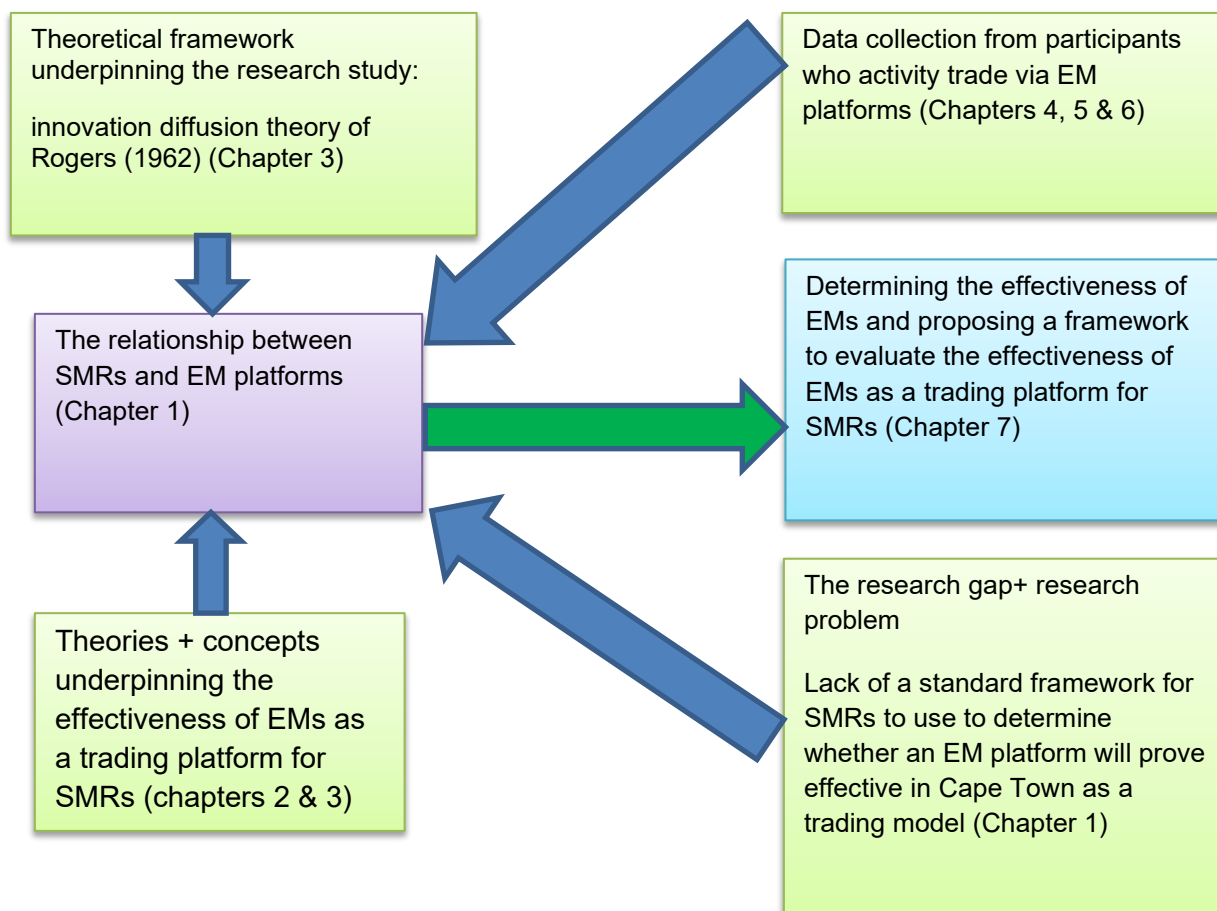 Theoretical framework
underpinning the research study:
innovation diffusion theory of
Rogers (1962) (Chapter 3)
Data collection from participants
who activity trade via EM
platforms (Chapters 4, 5 & 6)
The relationship between
SMRs and EM platforms
(Chapter 1)
Determining the effectiveness of
EMs and proposing a framework
to evaluate the effectiveness of
EMs as a trading platform for
SMRs (Chapter 7)
Theories + concepts
underpinning the
effectiveness of EMs as
a trading platform for
SMRs (chapters 2 & 3)
The research gap+ research
problem
Lack of a standard framework for
SMRs to use to determine
whether an EM platform will prove
effective in Cape Town as a
trading model (Chapter 1)